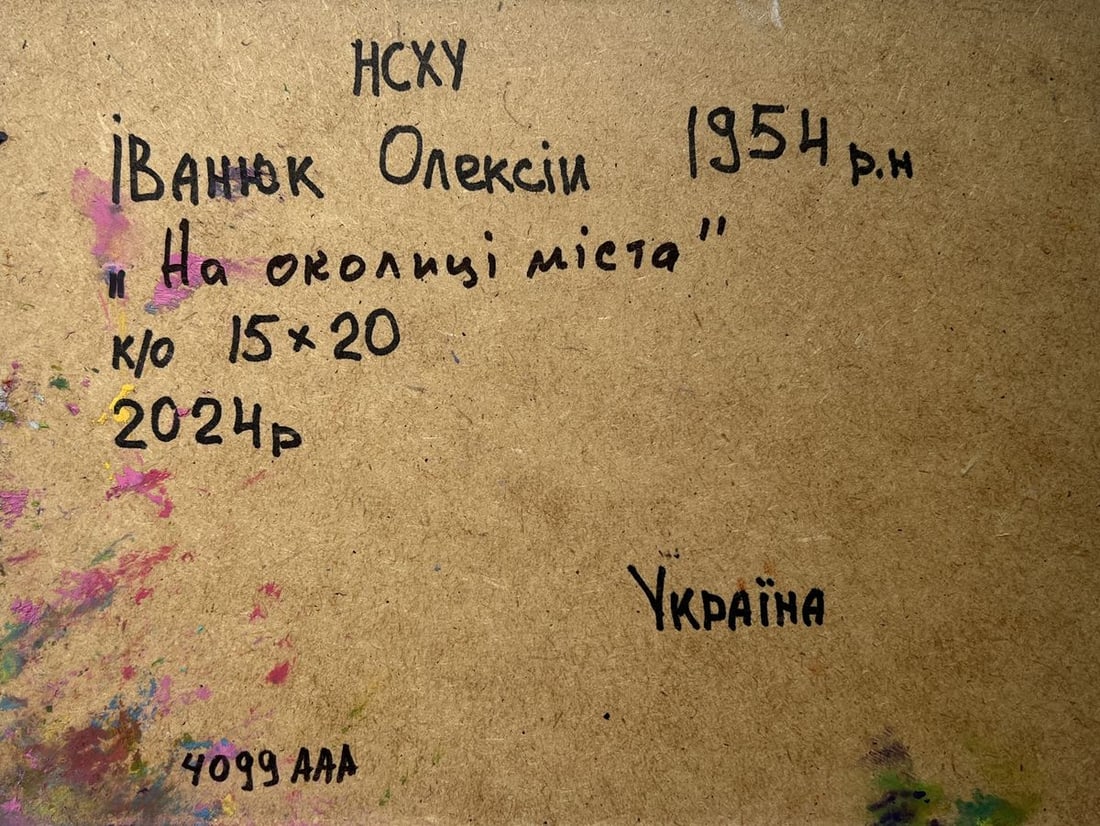 НСХУ
Іванюк Олексій 1954 р.н
„На околиці міста"
к/о 15×20
2024р
Україна
4099 ААА